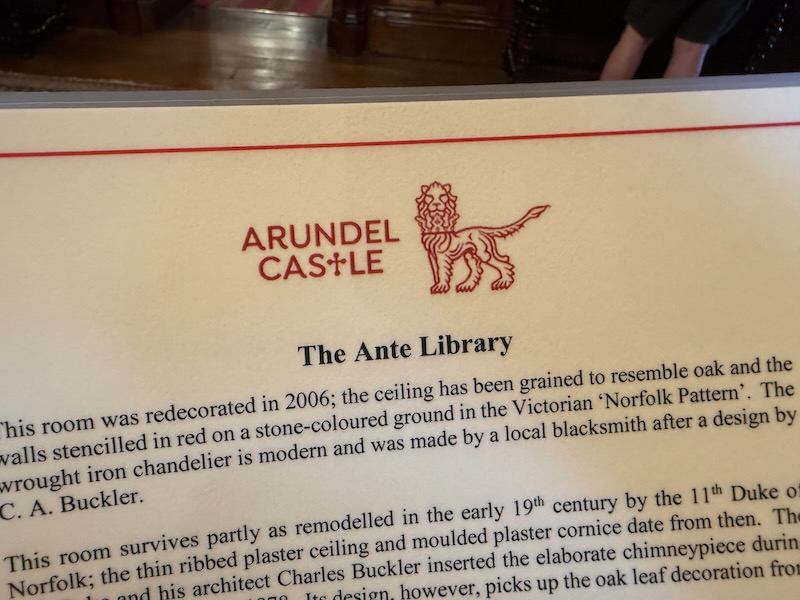 ARUNDEL
CASTLE
The Ante Library
This room was redecorated in 2006; the ceiling has been grained to resemble oak and the
walls stencilled in red on a stone-coloured ground in the Victorian ‘Norfolk Pattern’. The
wrought iron chandelier is modern and was made by a local blacksmith after a design by
C. A. Buckler.
This room survives partly as remodelled in the early 19th century by the 11th Duke of
Norfolk; the thin ribbed plaster ceiling and moulded plaster cornice date from then. The
and his architect Charles Buckler inserted the elaborate chimneypiece during
Its design, however, picks up the oak leaf decoration from